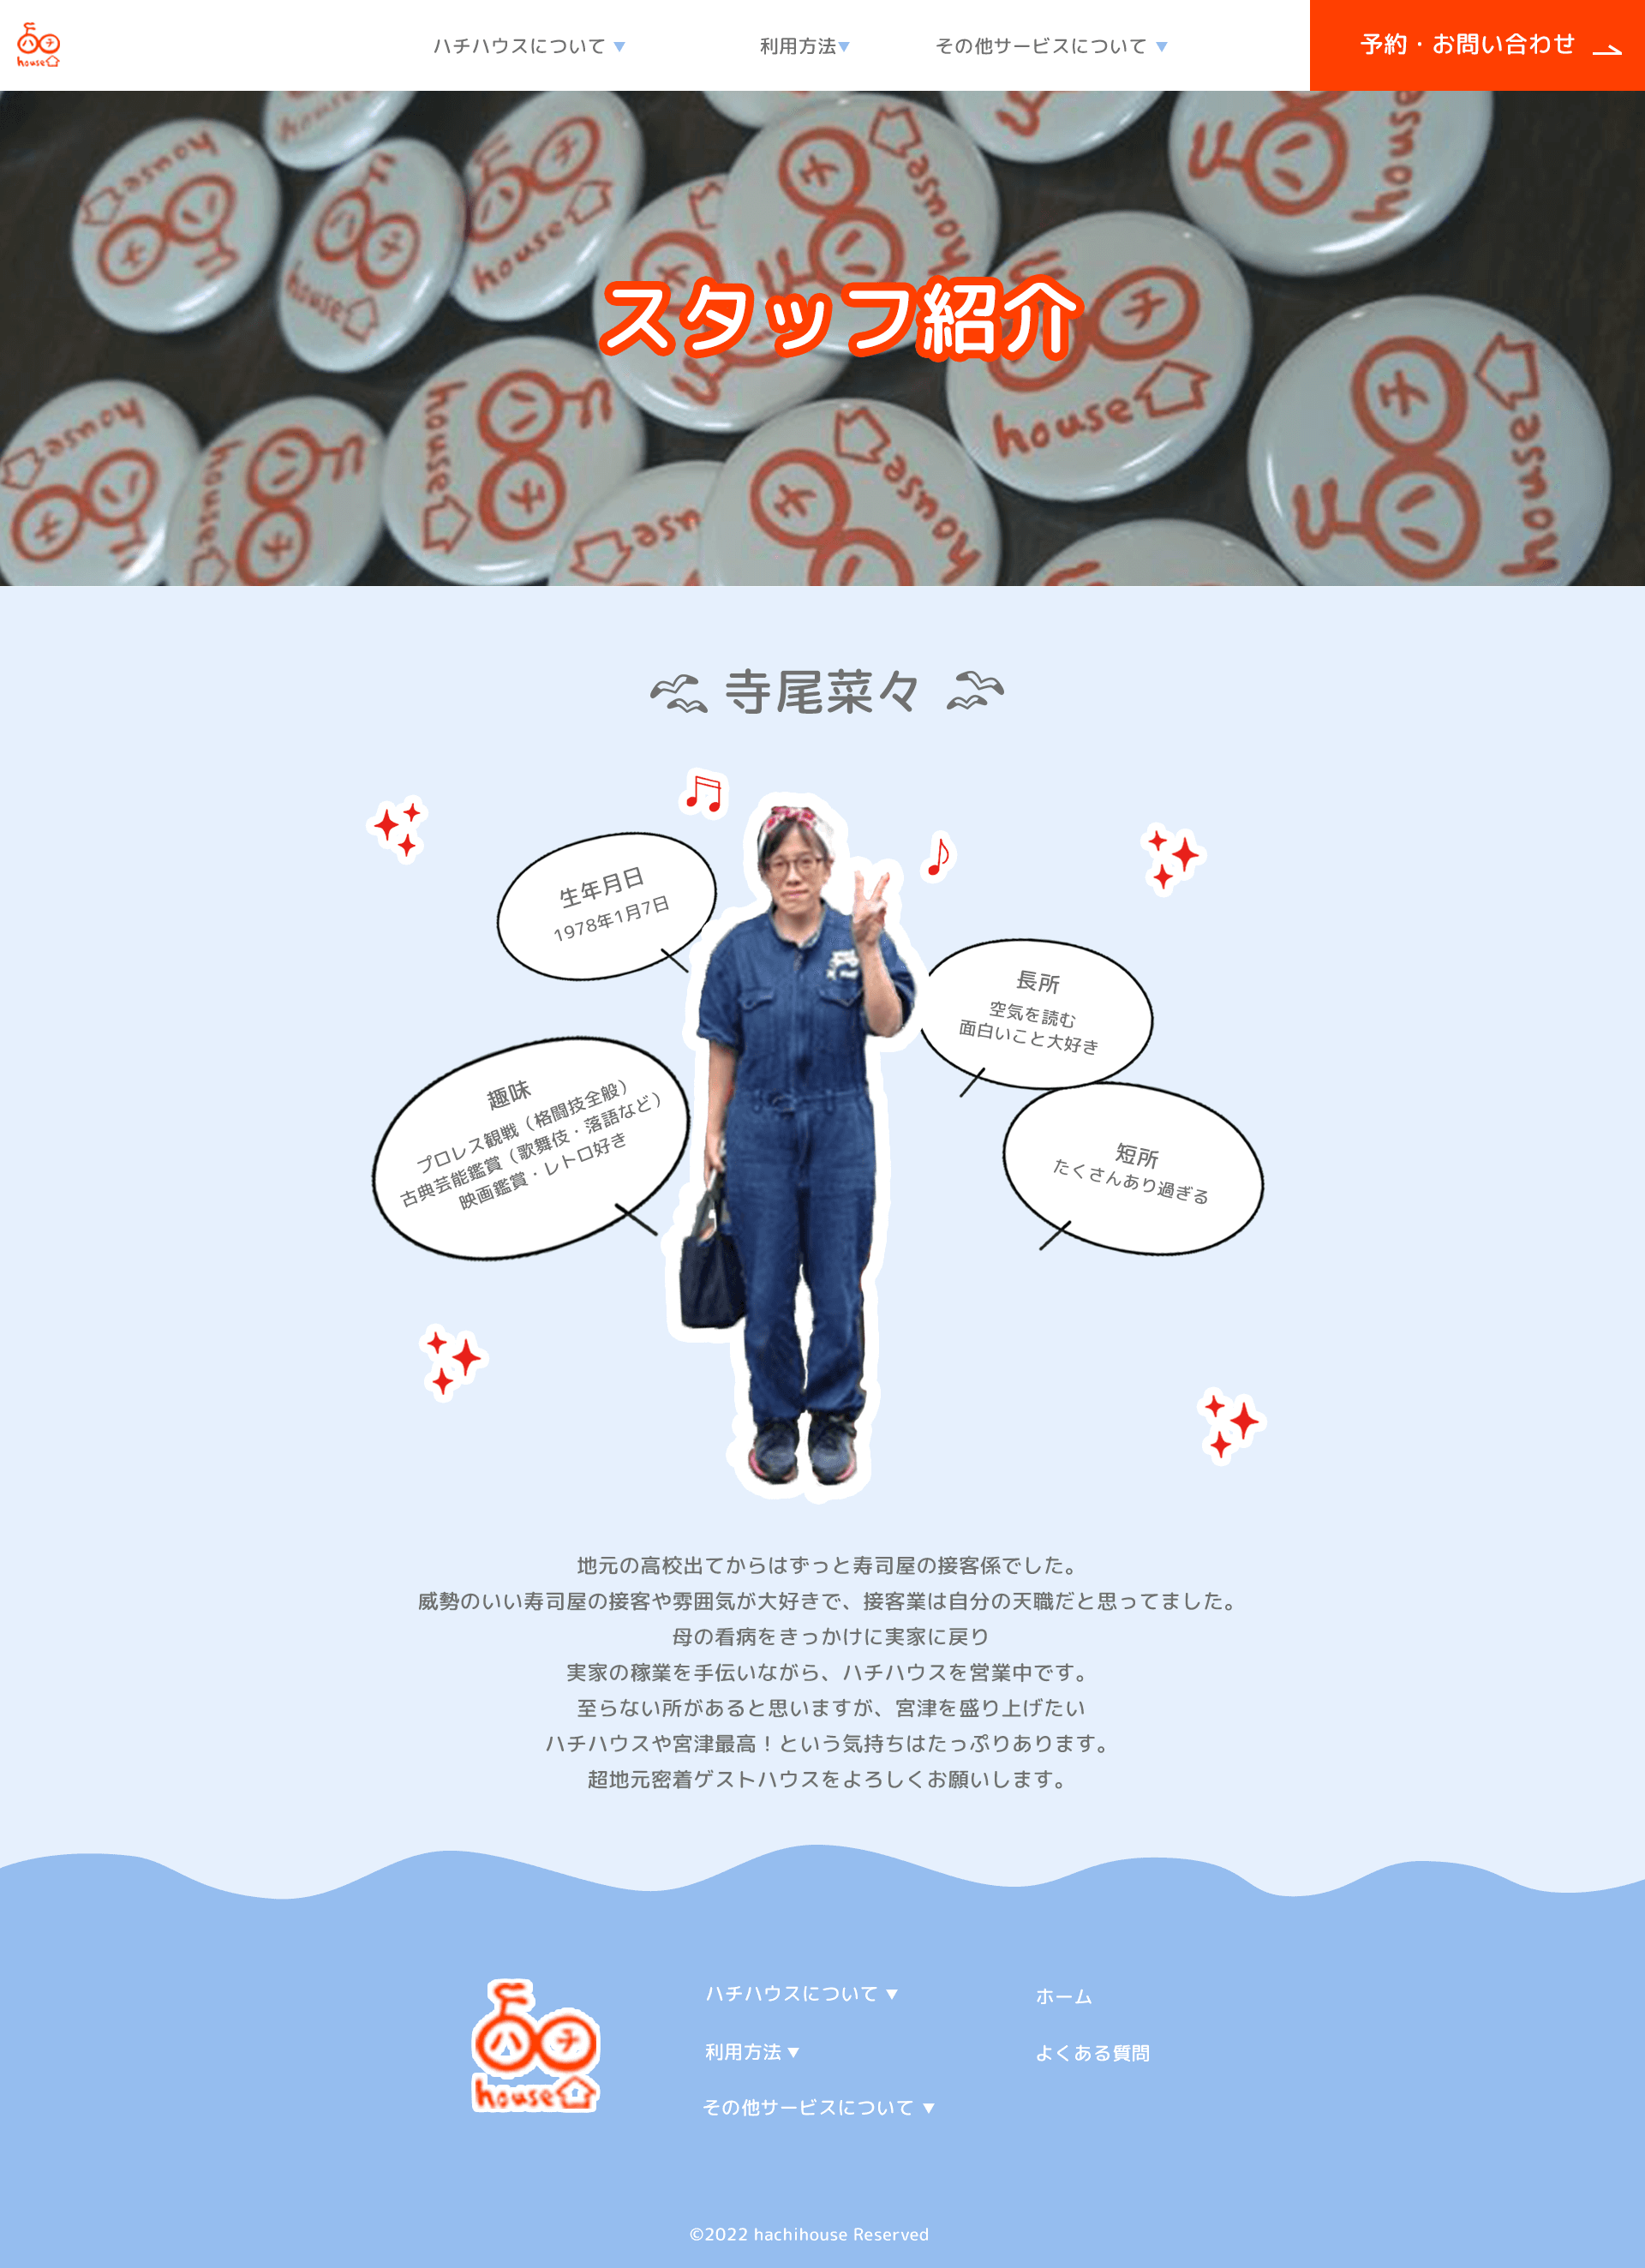 ハチ
house
ハチハウスについて ▼
利用方法▼
その他サービスについて ▼
予約・お問い合わせ
スタッフ紹介
寺尾菜々
生年月日
1978年1月7日
長所
空気を読む
面白いこと大好き
趣味
プロレス観戦（格闘技全般）
古典芸能鑑賞（歌舞伎・落語など）
映画鑑賞・レトロ好き
短所
たくさんあり過ぎる
地元の高校出てからはずっと寿司屋の接客係でした。
威勢のいい寿司屋の接客や雰囲気が大好きで、接客業は自分の天職だと思ってました。
母の看病をきっかけに実家に戻り
実家の稼業を手伝いながら、ハチハウスを営業中です。
至らない所があると思いますが、宮津を盛り上げたい
ハチハウスや宮津最高！という気持ちはたっぷりあります。
超地元密着ゲストハウスをよろしくお願いします。
ハチ
house
ハチハウスについて ▼
利用方法 ▼
その他サービスについて ▼
ホーム
よくある質問
©2022 hachihouse Reserved